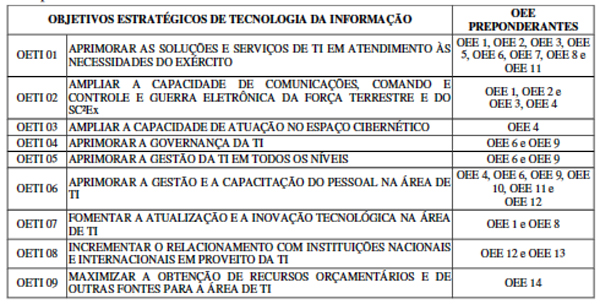 OBJETIVOS ESTRATÉGICOS DE TECNOLOGIA DA INFORMAÇÃO
OEE
PREPONDERANTES
OETI 01
APRIMORAR AS SOLUÇÕES E SERVIÇOS DE TI EM ATENDIMENTO ÀS
NECESSIDADES DO EXÉRCITO
OEE 1, OEE 2, OEE 3, OEE
5, OEE 6, OEE 7, OEE 8 e
OEE 11
OETI 02
AMPLIAR A CAPACIDADE DE COMUNICAÇÕES, COMANDO E
CONTROLE E GUERRA ELETRÔNICA DA FORÇA TERRESTRE E DO
SC²Ex
OEE 1, OEE 2 e
OEE 3, OEE 4
OETI 03
AMPLIAR A CAPACIDADE DE ATUAÇÃO NO ESPAÇO CIBERNÉTICO
OEE 4
OETI 04
APRIMORAR A GOVERNANÇA DA TI
OEE 6 e OEE 9
OETI 05
APRIMORAR A GESTÃO DA TI EM TODOS OS NÍVEIS
OEE 6 e OEE 9
OETI 06
APRIMORAR A GESTÃO E A CAPACITAÇÃO DO PESSOAL NA ÁREA DE
TI
OEE 4, OEE 6, OEE 9, OEE
10, OEE 11 e
OEE 12
OETI 07
FOMENTAR A ATUALIZAÇÃO E A INOVAÇÃO TECNOLÓGICA NA ÁREA
DE TI
OEE 1 e OEE 8
OETI 08
INCREMENTAR O RELACIONAMENTO COM INSTITUIÇÕES NACIONAIS
E INTERNACIONAIS EM PROVEITO DA TI
OEE 12 e OEE 13
OETI 09
MAXIMIZAR A OBTENÇÃO DE RECURSOS ORÇAMENTÁRIOS E DE
OUTRAS FONTES PARA A ÁREA DE TI
OEE 14